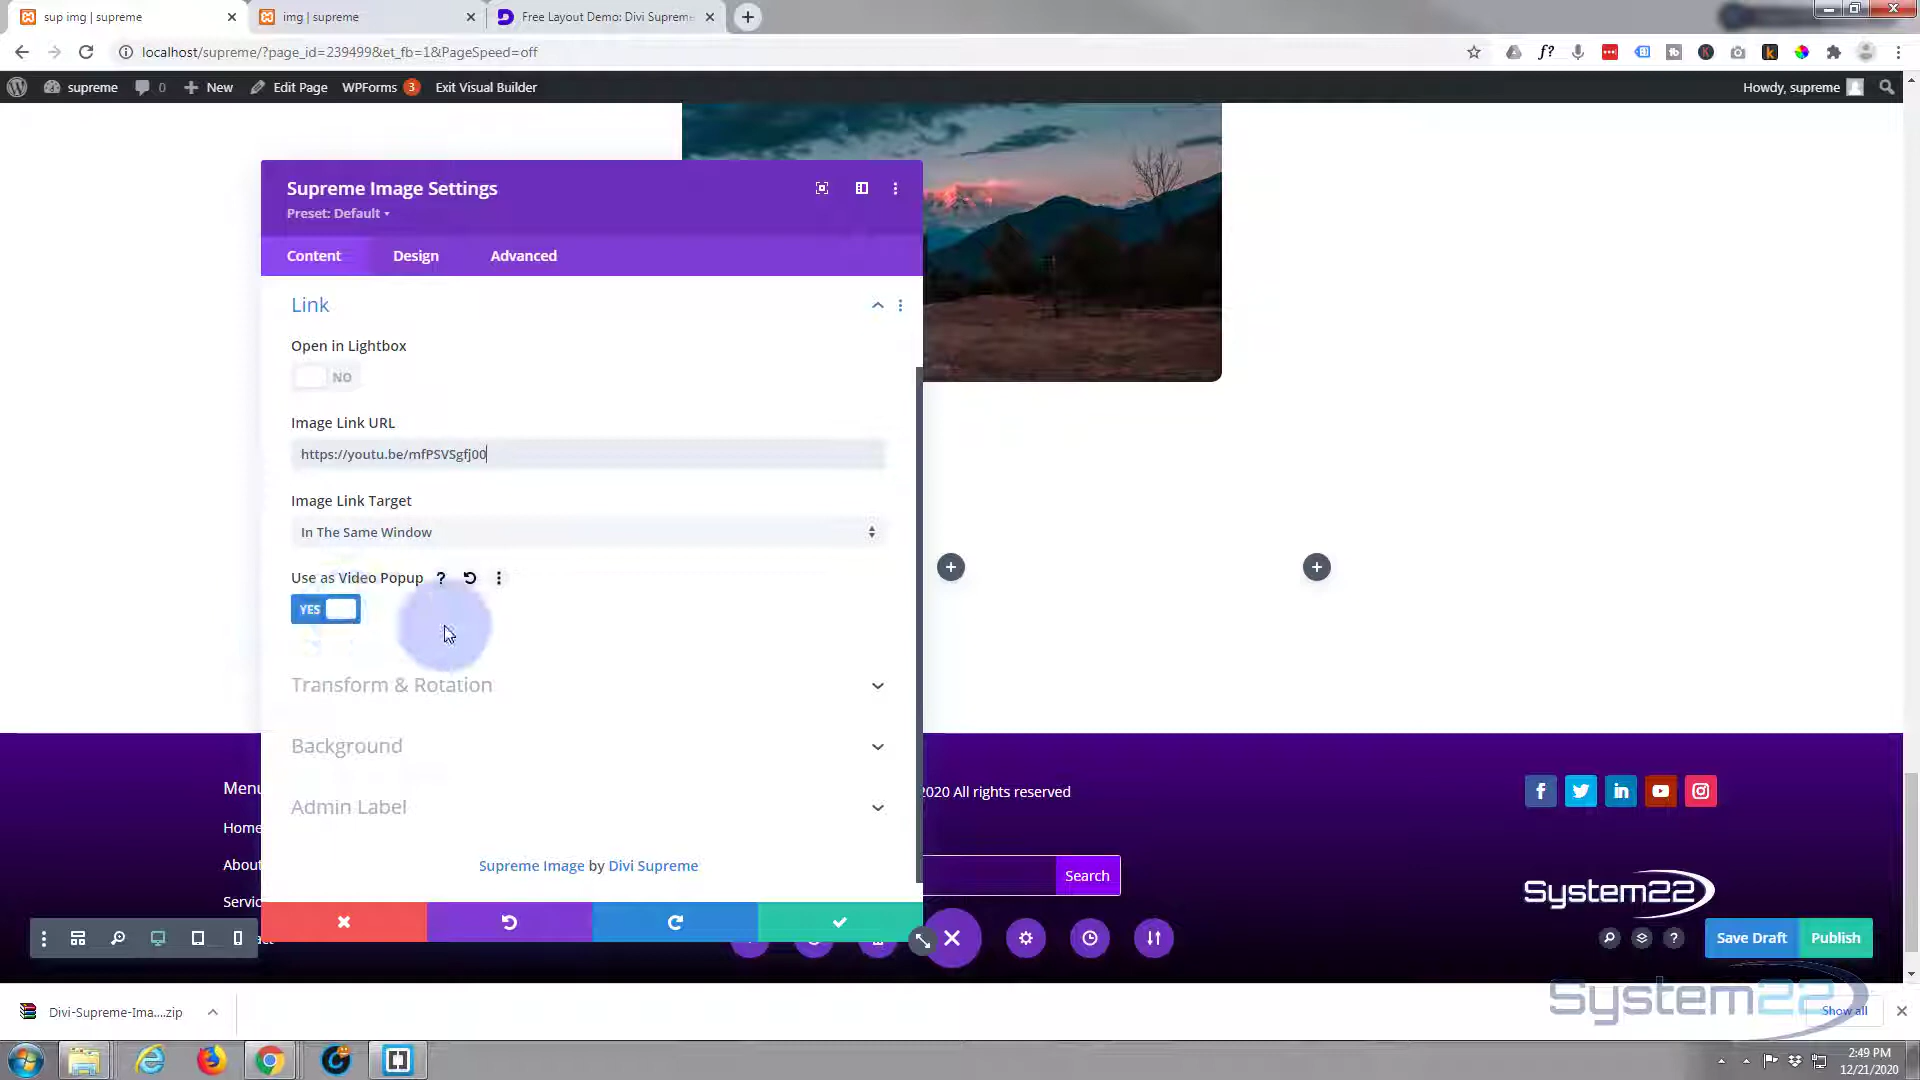 sup img | supreme
img | supreme
Free Layout Demo: Divi Supreme
localhost/supreme/?page_id=239499&et_fb=1&PageSpeed=off
supreme 0 New Edit Page WPForms 3 Exit Visual Builder Howdy, supreme
Supreme Image Settings
Preset: Default
Content Design Advanced
Link
Open in Lightbox
NO
Image Link URL
https://youtu.be/mfPSVSgfj00
Image Link Target
In The Same Window
Use as Video Popup ?
YES
Transform & Rotation
Background
Admin Label
Supreme Image by Divi Supreme
Menu
Home
About
Servic
act
2020 All rights reserved
Search
System22
? Save Draft Publish
System22
Divi-Supreme-Ima....zip
Show all
2:49 PM
12/21/2020